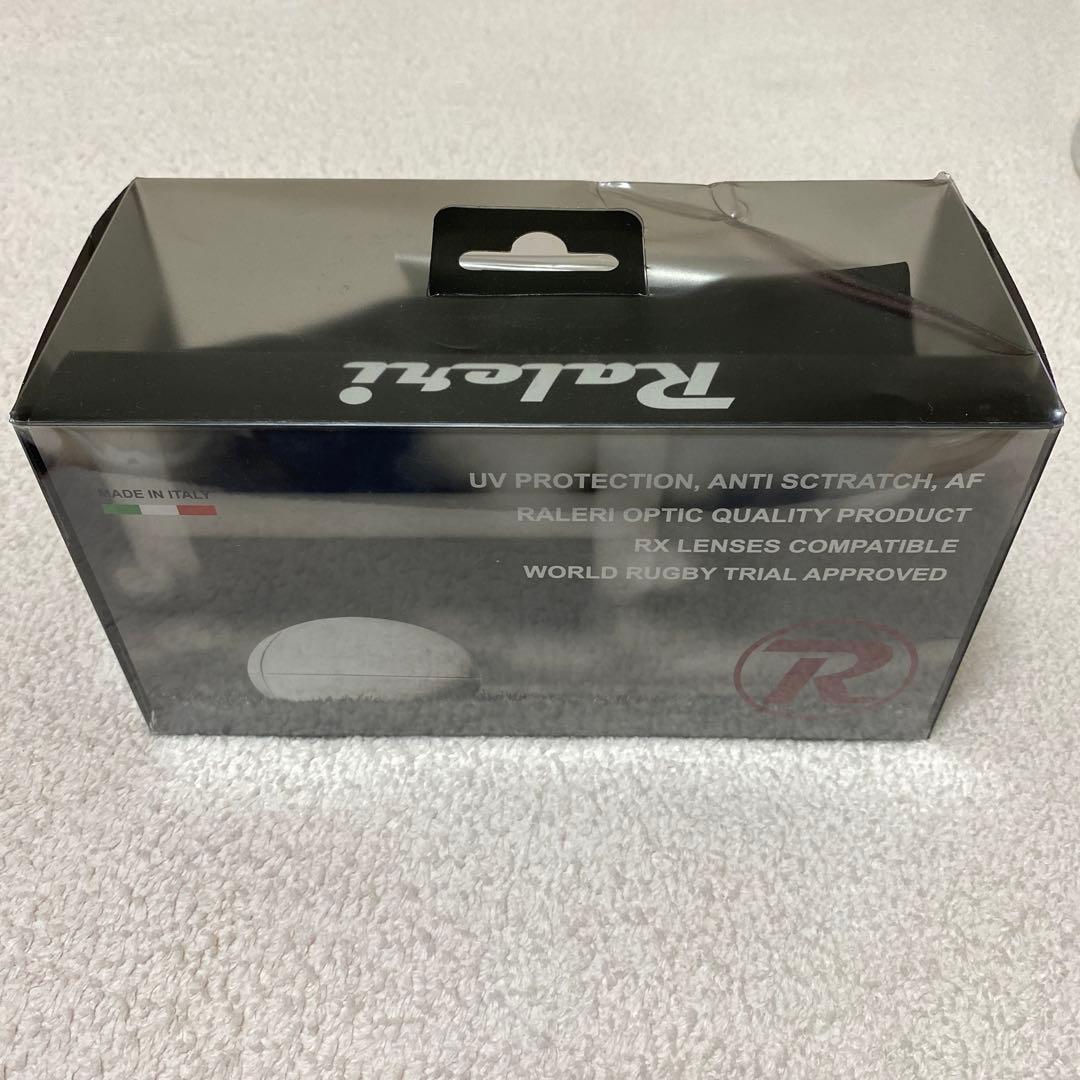 Raleri
UV PROTECTION, ANTI SCTRATCH, AF
MADE IN ITALY
RALERI OPTIC QUALITY PRODUCT
RX LENSES COMPATIBLE
WORLD RUGBY TRIAL APPROVED
R